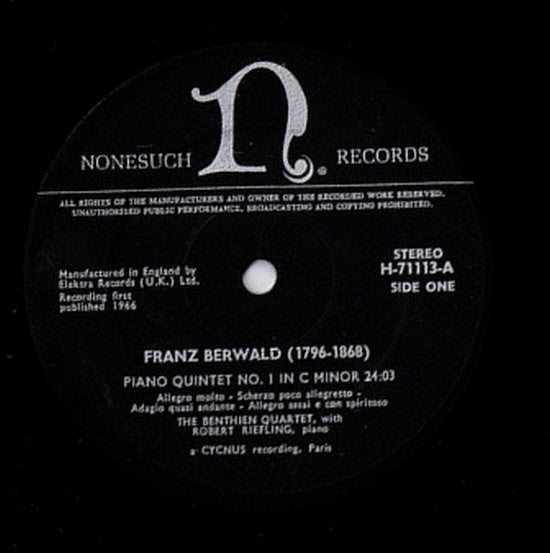 NONESUCH n. RECORDS
ALL RIGHTS OF THE MANUFACTURERS AND OWNER OF THE RECORDED WORK RESERVED.
UNAUTHORISED PUBLIC PERFORMANCE, BROADCASTING AND COPYING PROHIBITED.
STEREO
H-71113-A
SIDE ONE
Manufactured in England by
Elektra Records (U.K.) Ltd.
Recording first
published 1966
FRANZ BERWALD (1796-1868)
PIANO QUINTET NO. 1 IN C MINOR 24:03
Allegro molto - Scherzo poco allegretto -
Adagio quasi andante - Allegro assai e con spirito
THE BENTHIEN QUARTET, with
ROBERT RIEFLING, piano
a CYCNUS recording, Paris